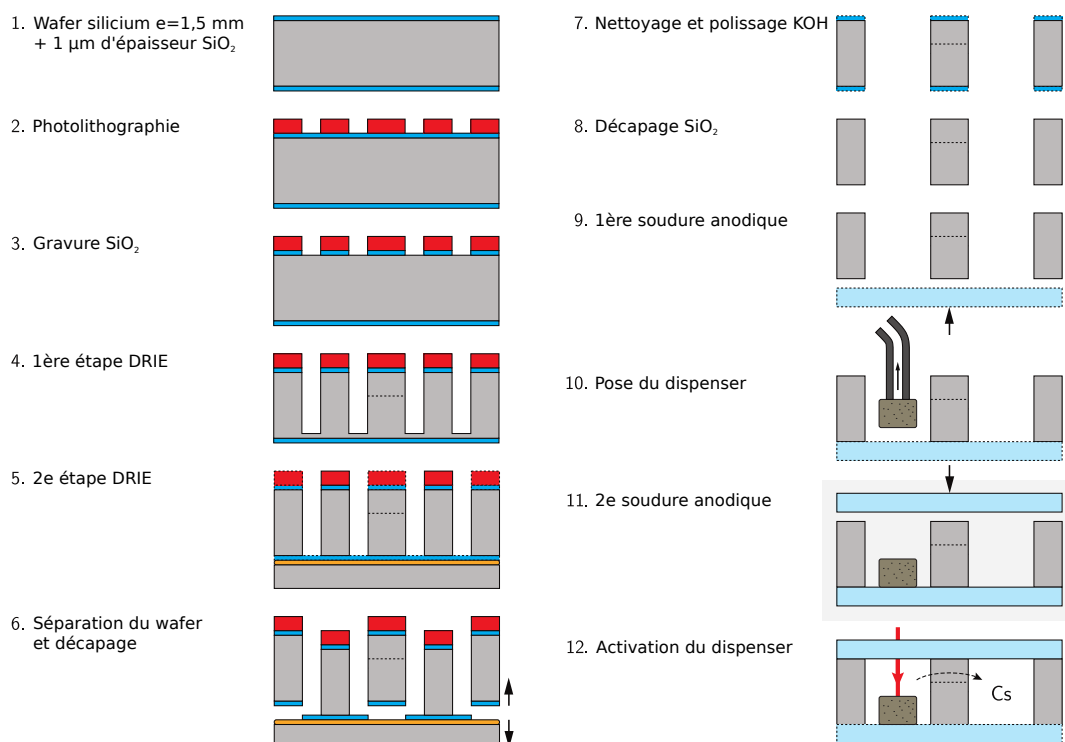 1. Wafer silicium e=1,5 mm
+ 1 µm d'épaisseur SiO₂
2. Photolithographie
3. Gravure SiO₂
4. 1ère étape DRIE
5. 2e étape DRIE
6. Séparation du wafer
et décapage
7. Nettoyage et polissage KOH
8. Décapage SiO₂
9. 1ère soudure anodique
10. Pose du dispenser
11. 2e soudure anodique
12. Activation du dispenser
Cs